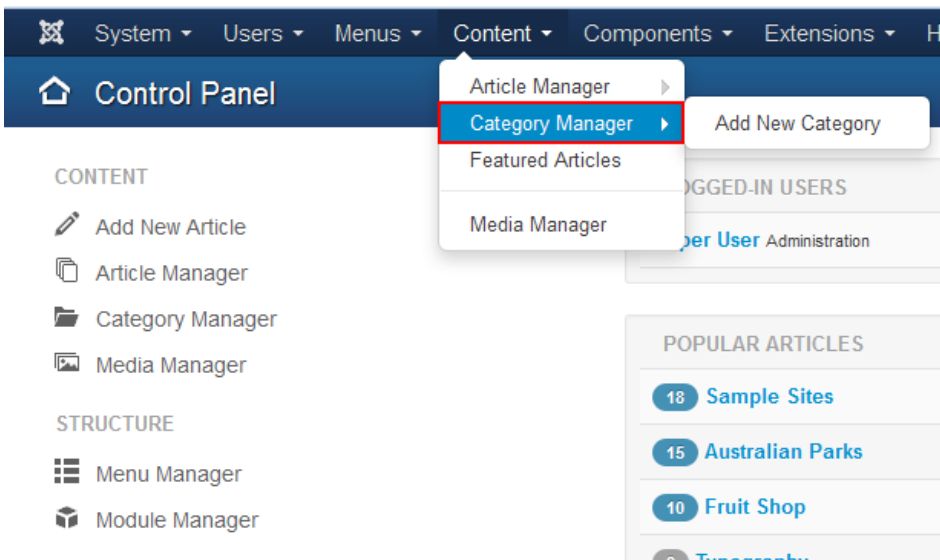 System Users Menus Content Components Extensions H
Control Panel
Article Manager
Category Manager
Add New Category
Featured Articles
Media Manager
CONTENT
Add New Article
Article Manager
Category Manager
Media Manager
STRUCTURE
Menu Manager
Module Manager
OGGED-IN USERS
per User Administration
POPULAR ARTICLES
18 Sample Sites
15 Australian Parks
10 Fruit Shop
Typography